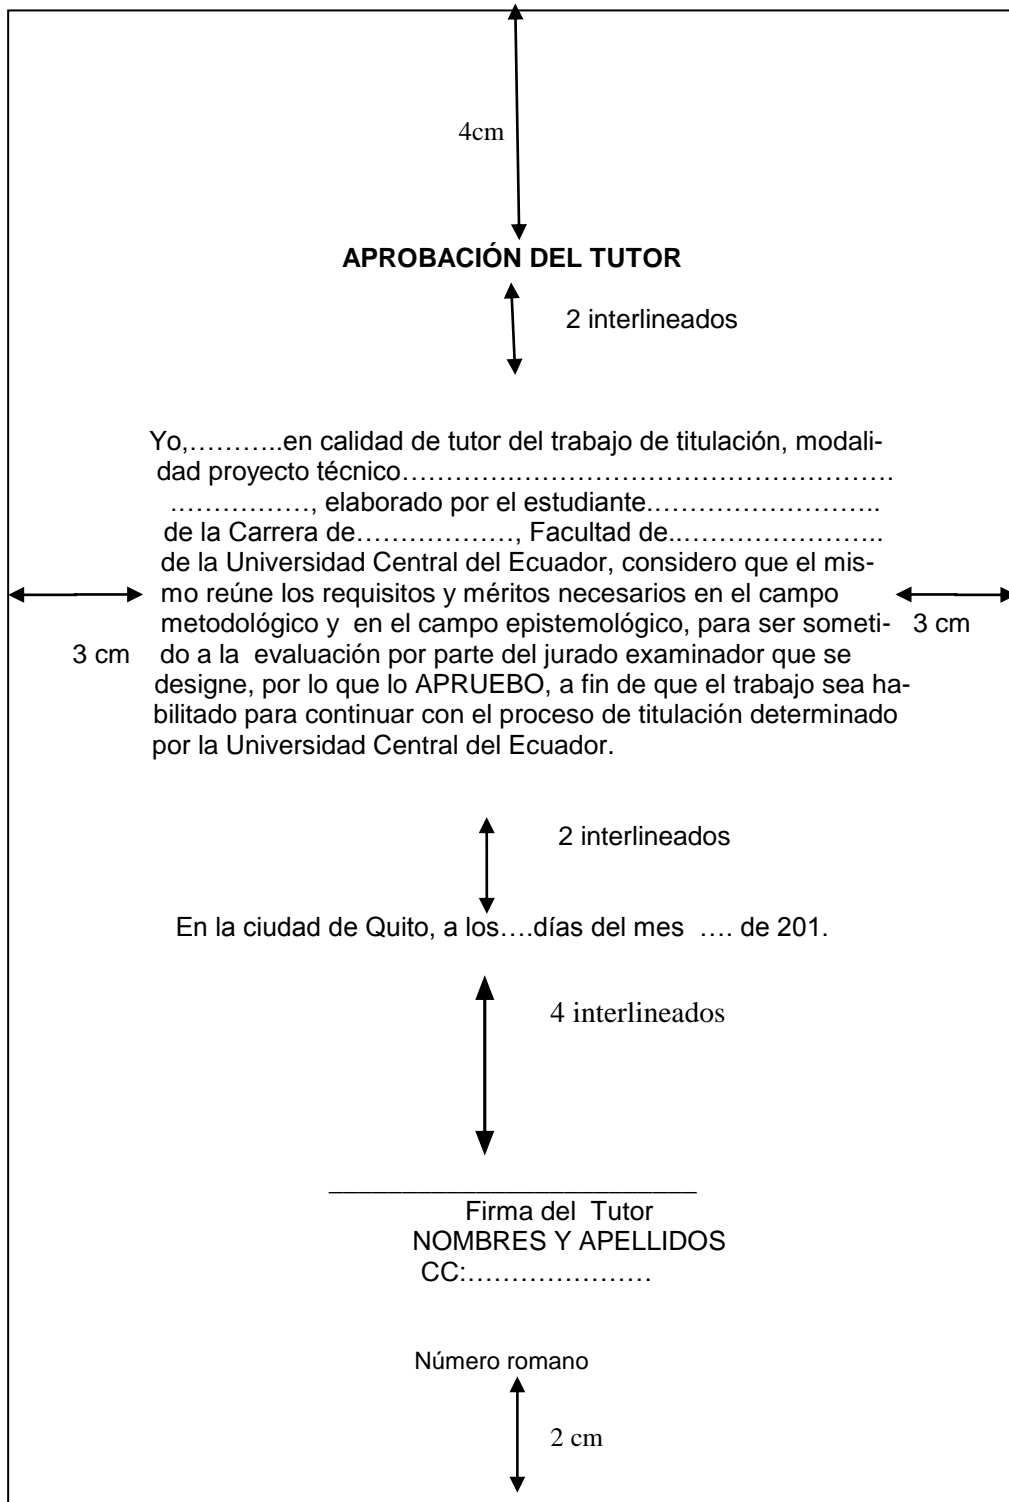 4cm
APROBACIÓN DEL TUTOR
2 interlineados
Yo,………..en calidad de tutor del trabajo de titulación, modali-
dad proyecto técnico……………………………………………….
…………….., elaborado por el estudiante.……………………..
de la Carrera de………………, Facultad de..…………………..
de la Universidad Central del Ecuador, considero que el mis-
mo reúne los requisitos y méritos necesarios en el campo
metodológico y  en el campo epistemológico, para ser someti- 3 cm
3 cm do a la  evaluación por parte del jurado examinador que se
designe, por lo que lo APRUEBO, a fin de que el trabajo sea ha-
bilitado para continuar con el proceso de titulación determinado
por la Universidad Central del Ecuador.
2 interlineados
En la ciudad de Quito, a los….días del mes  …. de 201.
4 interlineados
__________________________
Firma del  Tutor
NOMBRES Y APELLIDOS
CC:…………………
Número romano
2 cm